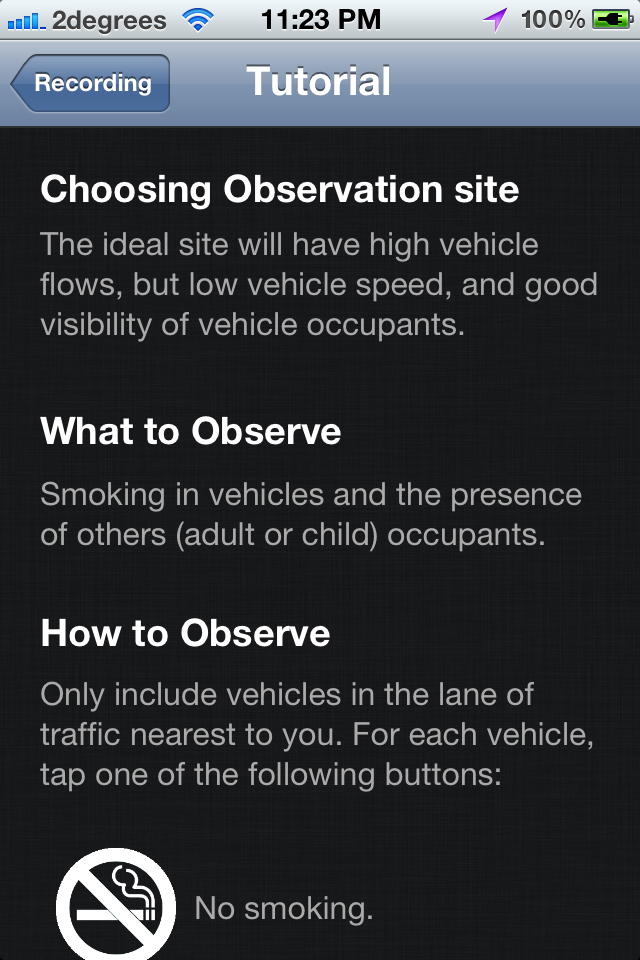 2degrees 11:23 PM 100%
Recording Tutorial
Choosing Observation site
The ideal site will have high vehicle
flows, but low vehicle speed, and good
visibility of vehicle occupants.
What to Observe
Smoking in vehicles and the presence
of others (adult or child) occupants.
How to Observe
Only include vehicles in the lane of
traffic nearest to you. For each vehicle,
tap one of the following buttons:
No smoking.